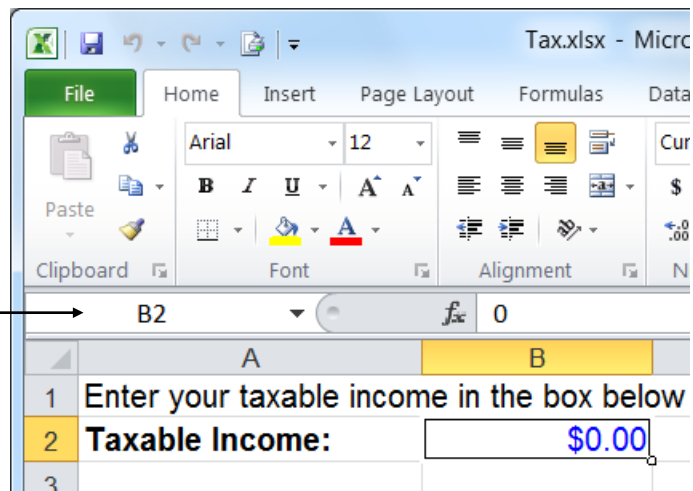 Tax.xlsx - Micro
File Home Insert Page Layout Formulas Data
Arial 12 Cur
Paste B I U A A $
Clipboard Font Alignment N
B2 fx 0
A B
1 Enter your taxable income in the box below
2 Taxable Income: $0.00
3